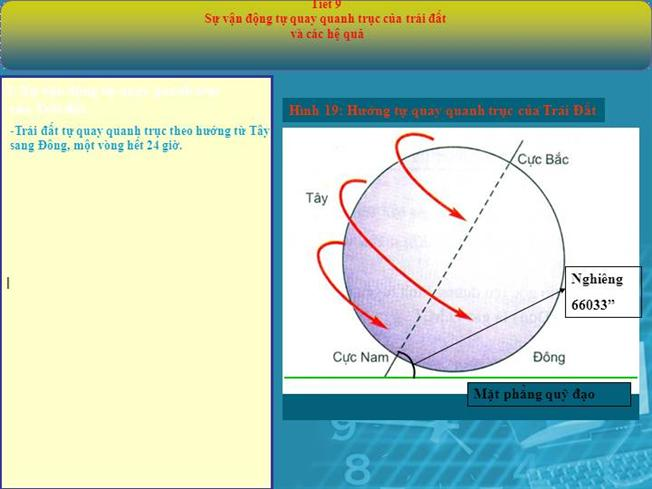 Tiết 9
Sự vận động tự quay quanh trục của trái đất
và các hệ quả
-Trái đất tự quay quanh trục theo hướng từ Tây
sang Đông, một vòng hết 24 giờ.
Hình 19: Hướng tự quay quanh trục của Trái Đất
Cực Bắc
Tây
Nghiêng
66033”
Cực Nam
Đông
Mặt phẳng quỹ đạo